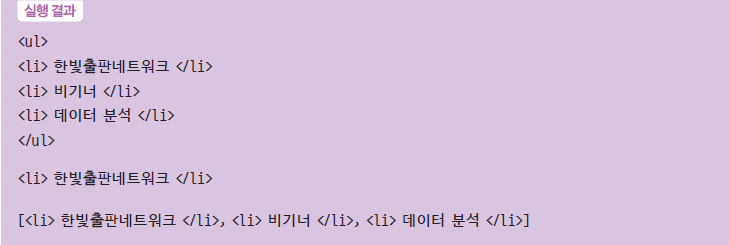 실행 결과
<ul>
<li> 한빛출판네트워크 </li>
<li> 비기너 </li>
<li> 데이터 분석 </li>
</ul>
<li> 한빛출판네트워크 </li>
[<li> 한빛출판네트워크 </li>, <li> 비기너 </li>, <li> 데이터 분석 </li>]